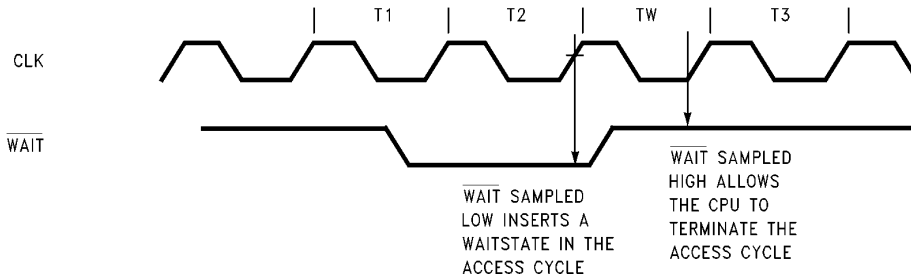 T1 T2 TW T3
CLK
WAIT
WAIT SAMPLED
LOW INSERTS A
WAITSTATE IN THE
ACCESS CYCLE
WAIT SAMPLED
HIGH ALLOWS
THE CPU TO
TERMINATE THE
ACCESS CYCLE